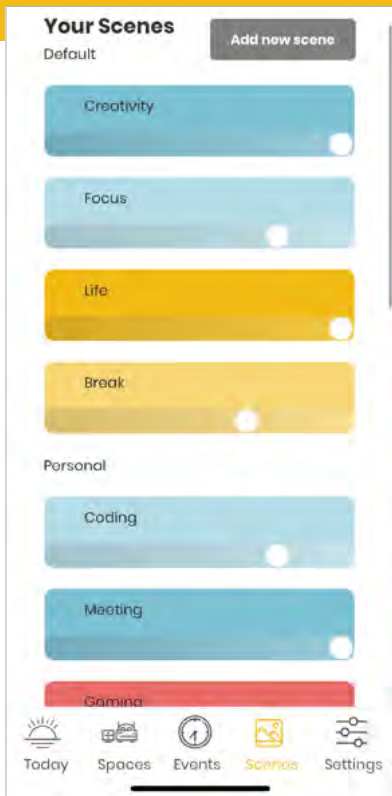 Your Scenes
Add new scene
Default
Creativity
Focus
Life
Break
Personal
Coding
Meeting
Gaming
Today Spaces Events Scenes Settings